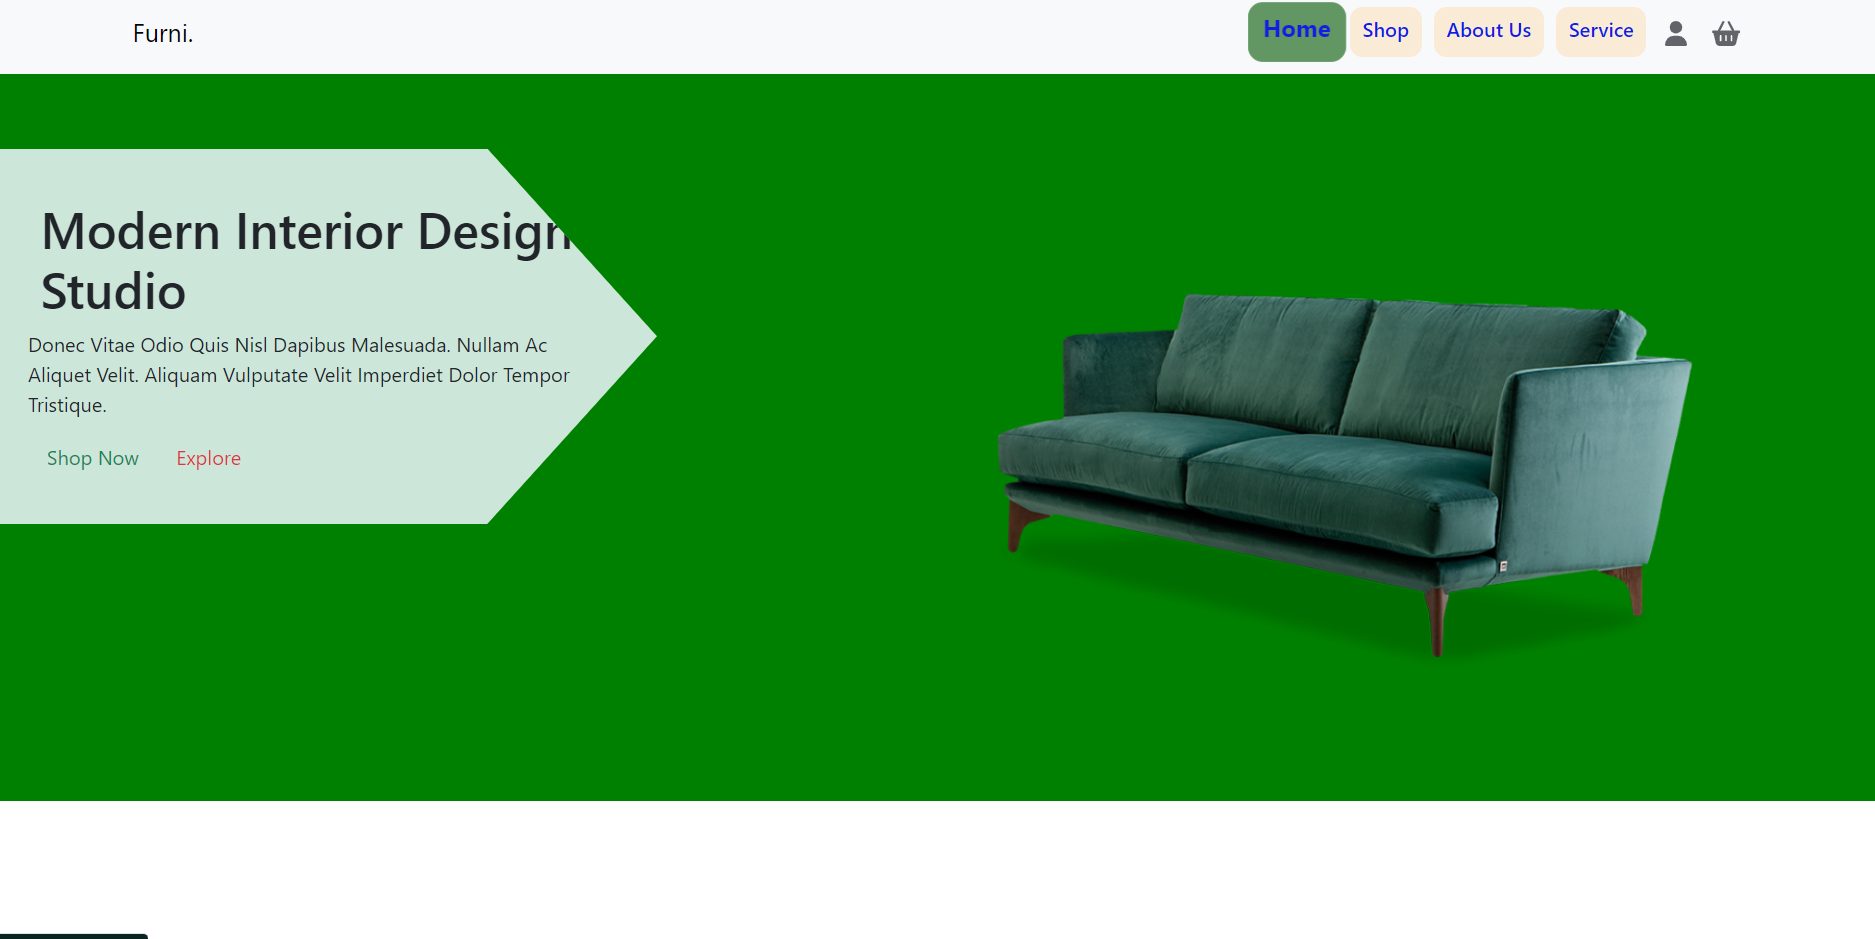 Furni.
Home Shop About Us Service
Modern Interior Design
Studio
Donec Vitae Odio Quis Nisl Dapibus Malesuada. Nullam Ac
Aliquet Velit. Aliquam Vulputate Velit Imperdiet Dolor Tempor
Tristique.
Shop Now Explore